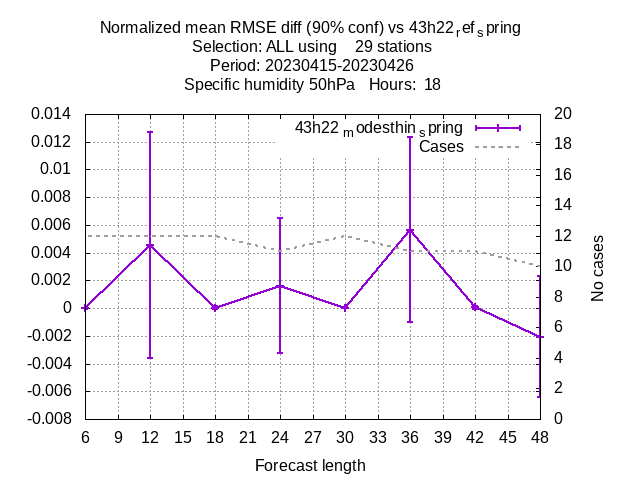 Normalized mean RMSE diff (90% conf) vs 43h22ref spring
Selection: ALL using 29 stations
Period: 20230415-20230426
Specific humidity 50hPa Hours: 18
43h22modesthinspring
Cases
0.014
0.012
0.01
0.008
0.006
0.004
0.002
0
-0.002
-0.004
-0.006
-0.008
20
18
16
14
12
10
8
6
4
2
0
No cases
6 9 12 15 18 21 24 27 30 33 36 39 42 45 48
Forecast length